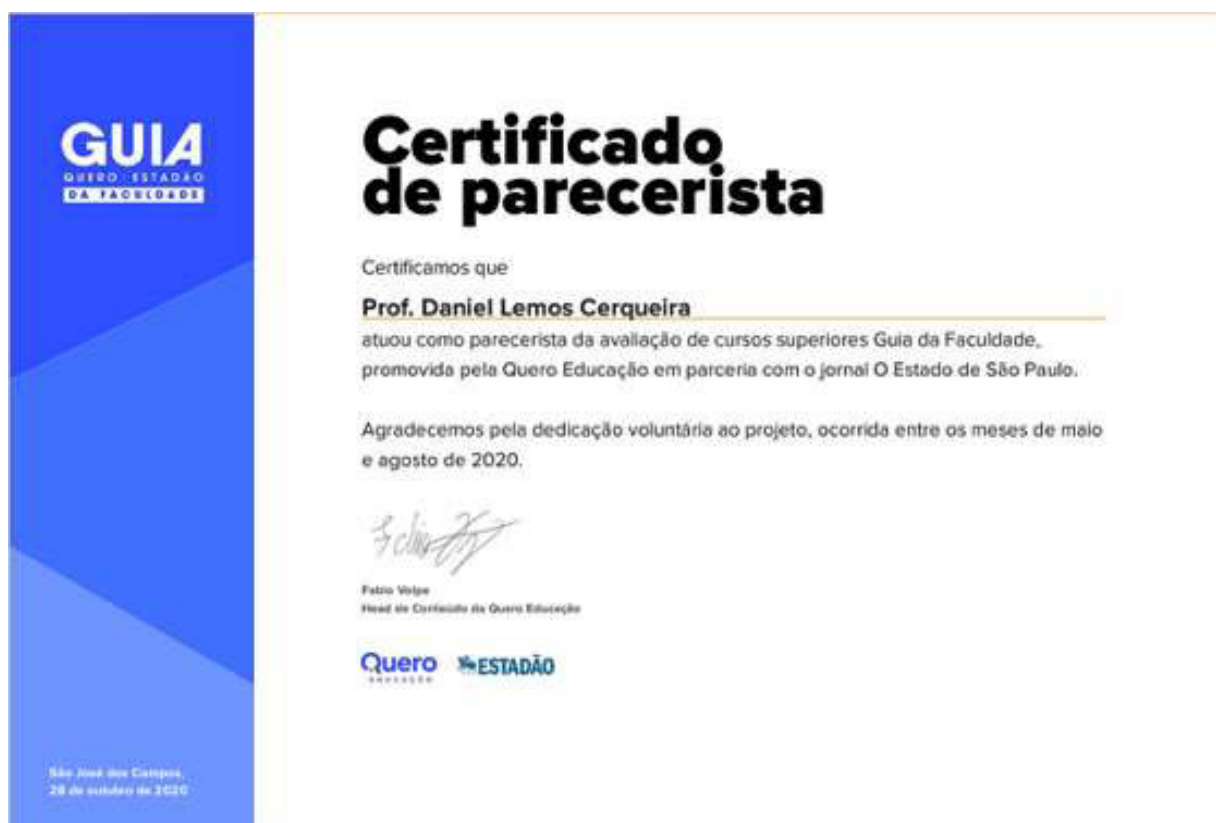 GUIA
QUERO ESTADÃO
DA FACULDADE
Certificado
de parecerista
Certificamos que
Prof. Daniel Lemos Cerqueira
atuou como parecerista da avaliação de cursos superiores Guia da Faculdade,
promovida pela Quero Educação em parceria com o jornal O Estado de São Paulo.
Agradecemos pela dedicação voluntária ao projeto, ocorrida entre os meses de maio
e agosto de 2020.
Fabio Volpe
Head de Conteúdo da Quero Educação
Quero
EDUCAÇÃO
ESTADÃO
São José dos Campos,
28 de outubro de 2020